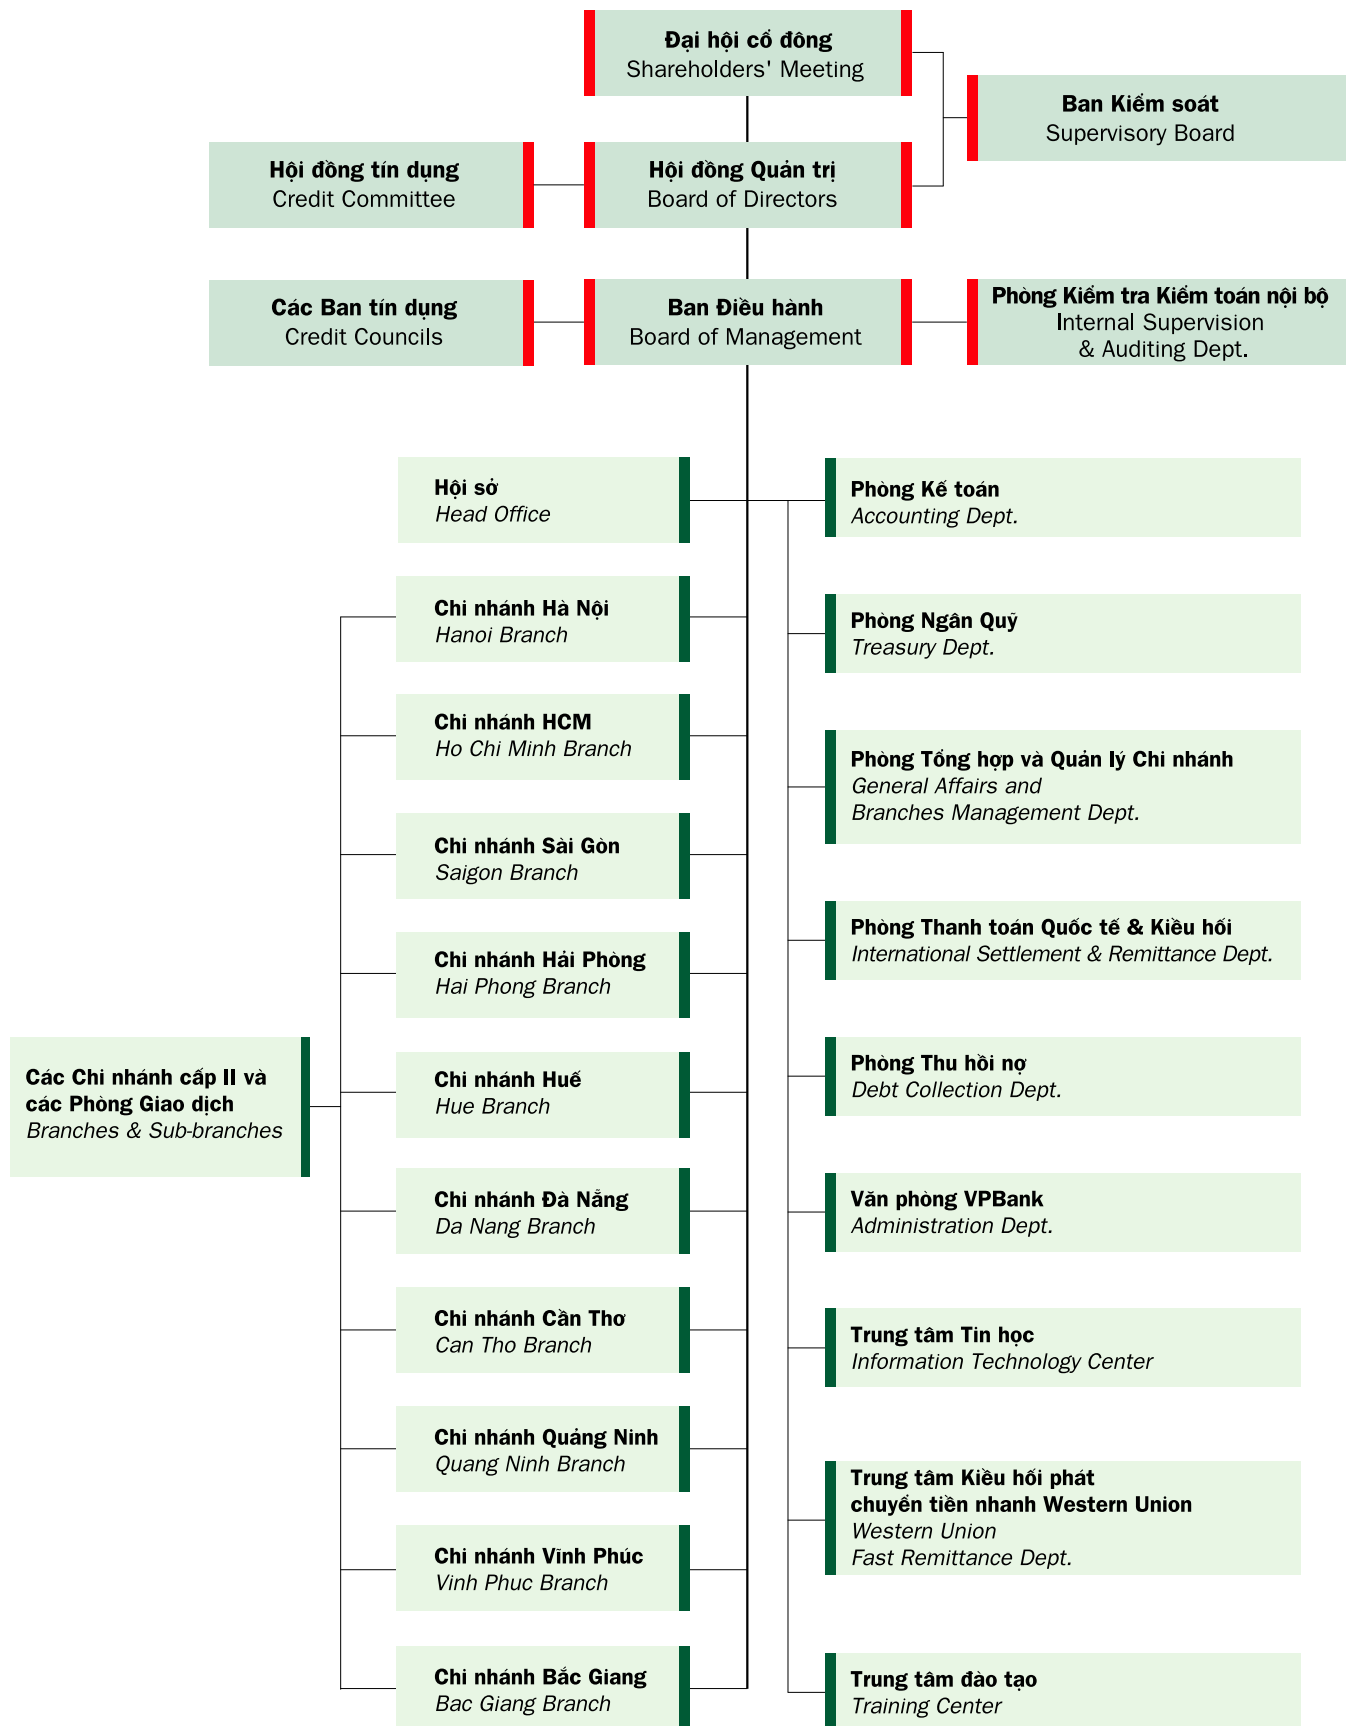 Đại hội cổ đông
Shareholders' Meeting
Ban Kiểm soát
Supervisory Board
Hội đồng tín dụng
Credit Committee
Hội đồng Quản trị
Board of Directors
Các Ban tín dụng
Credit Councils
Ban Điều hành
Board of Management
Phòng Kiểm tra Kiểm toán nội bộ
Internal Supervision
& Auditing Dept.
Hội sở
Head Office
Chi nhánh Hà Nội
Hanoi Branch
Chi nhánh HCM
Ho Chi Minh Branch
Chi nhánh Sài Gòn
Saigon Branch
Chi nhánh Hải Phòng
Hai Phong Branch
Chi nhánh Huế
Hue Branch
Chi nhánh Đà Nẵng
Da Nang Branch
Chi nhánh Cần Thơ
Can Tho Branch
Chi nhánh Quảng Ninh
Quang Ninh Branch
Chi nhánh Vĩnh Phúc
Vinh Phuc Branch
Chi nhánh Bắc Giang
Bac Giang Branch
Các Chi nhánh cấp II và
các Phòng Giao dịch
Branches & Sub-branches
Phòng Kế toán
Accounting Dept.
Phòng Ngân Quỹ
Treasury Dept.
Phòng Tổng hợp và Quản lý Chi nhánh
General Affairs and
Branches Management Dept.
Phòng Thanh toán Quốc tế & Kiều hối
International Settlement & Remittance Dept.
Phòng Thu hồi nợ
Debt Collection Dept.
Văn phòng VPBank
Administration Dept.
Trung tâm Tin học
Information Technology Center
Trung tâm Kiều hối phát
chuyển tiền nhanh Western Union
Western Union
Fast Remittance Dept.
Trung tâm đào tạo
Training Center